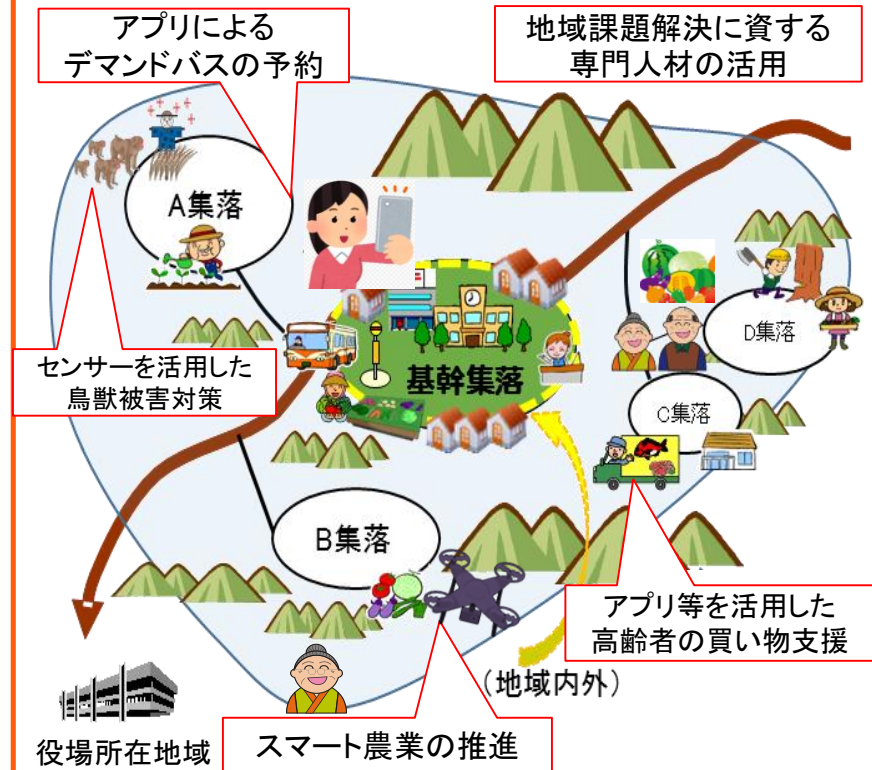 アプリによる
デマンドバスの予約
地域課題解決に資する
専門人材の活用
A集落
センサーを活用した
鳥獣被害対策
基幹集落
D集落
C集落
B集落
アプリ等を活用した
高齢者の買い物支援
(地域内外)
役場所在地域
スマート農業の推進